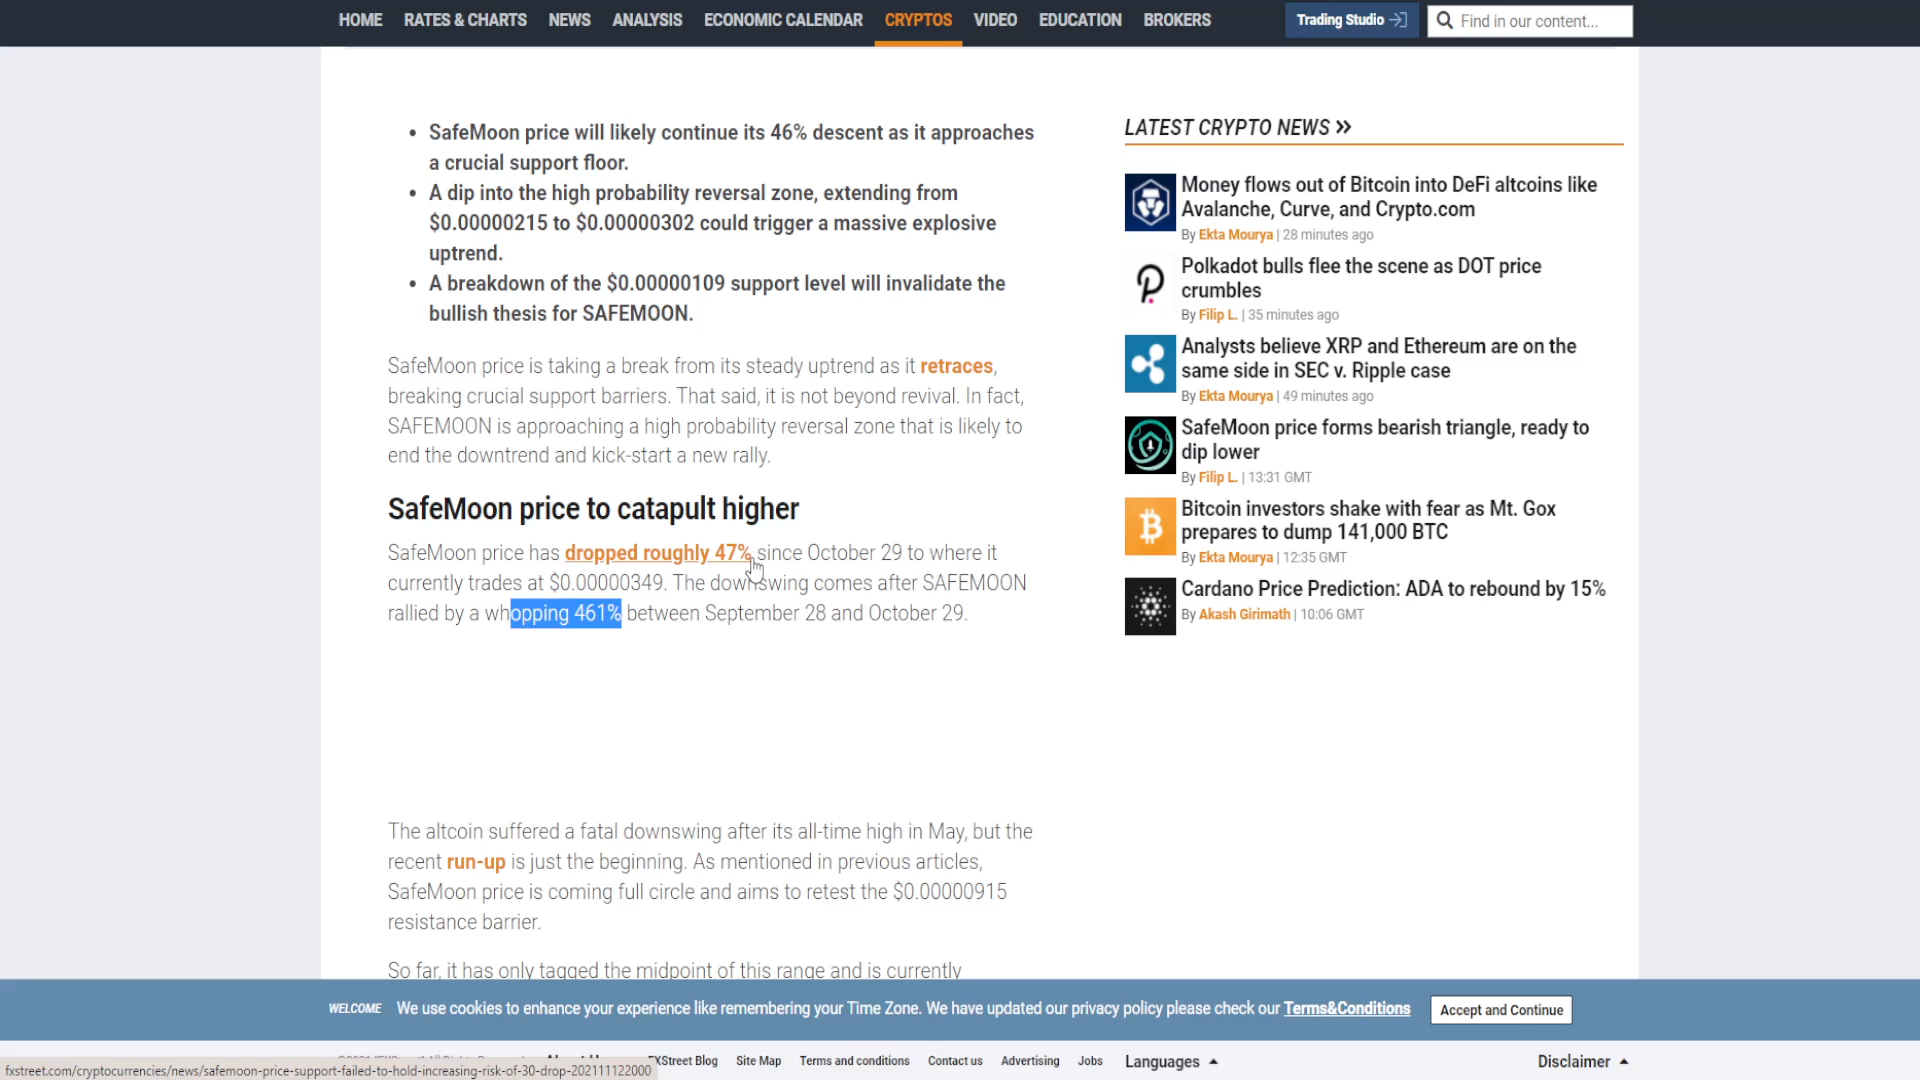 HOME RATES & CHARTS NEWS ANALYSIS ECONOMIC CALENDAR CRYPTOS VIDEO EDUCATION BROKERS Trading Studio Find in our content...
• SafeMoon price will likely continue its 46% descent as it approaches
a crucial support floor.
• A dip into the high probability reversal zone, extending from
$0.00000215 to $0.00000302 could trigger a massive explosive
uptrend.
• A breakdown of the $0.00000109 support level will invalidate the
bullish thesis for SAFEMOON.
SafeMoon price is taking a break from its steady uptrend as it retraces,
breaking crucial support barriers. That said, it is not beyond revival. In fact,
SAFEMOON is approaching a high probability reversal zone that is likely to
end the downtrend and kick-start a new rally.
SafeMoon price to catapult higher
SafeMoon price has dropped roughly 47% since October 29 to where it
currently trades at $0.00000349. The downswing comes after SAFEMOON
rallied by a whopping 461% between September 28 and October 29.
The altcoin suffered a fatal downswing after its all-time high in May, but the
recent run-up is just the beginning. As mentioned in previous articles,
SafeMoon price is coming full circle and aims to retest the $0.00000915
resistance barrier.
So far, it has only tagged the midpoint of this range and is currently
LATEST CRYPTO NEWS »
Money flows out of Bitcoin into DeFi altcoins like
Avalanche, Curve, and Crypto.com
By Ekta Mourya | 28 minutes ago
Polkadot bulls flee the scene as DOT price
crumbles
By Filip L. | 35 minutes ago
Analysts believe XRP and Ethereum are on the
same side in SEC v. Ripple case
By Ekta Mourya | 49 minutes ago
SafeMoon price forms bearish triangle, ready to
dip lower
By Filip L. | 13:31 GMT
Bitcoin investors shake with fear as Mt. Gox
prepares to dump 141,000 BTC
By Ekta Mourya | 12:35 GMT
Cardano Price Prediction: ADA to rebound by 15%
By Akash Girimath | 10:06 GMT
WELCOME We use cookies to enhance your experience like remembering your Time Zone. We have updated our privacy policy please check our Terms&Conditions Accept and Continue
FXStreet Blog Site Map Terms and conditions Contact us Advertising Jobs Languages Disclaimer
fxstreet.com/cryptocurrencies/news/safemoon-price-support-failed-to-hold-increasing-risk-of-30-drop-202111122000